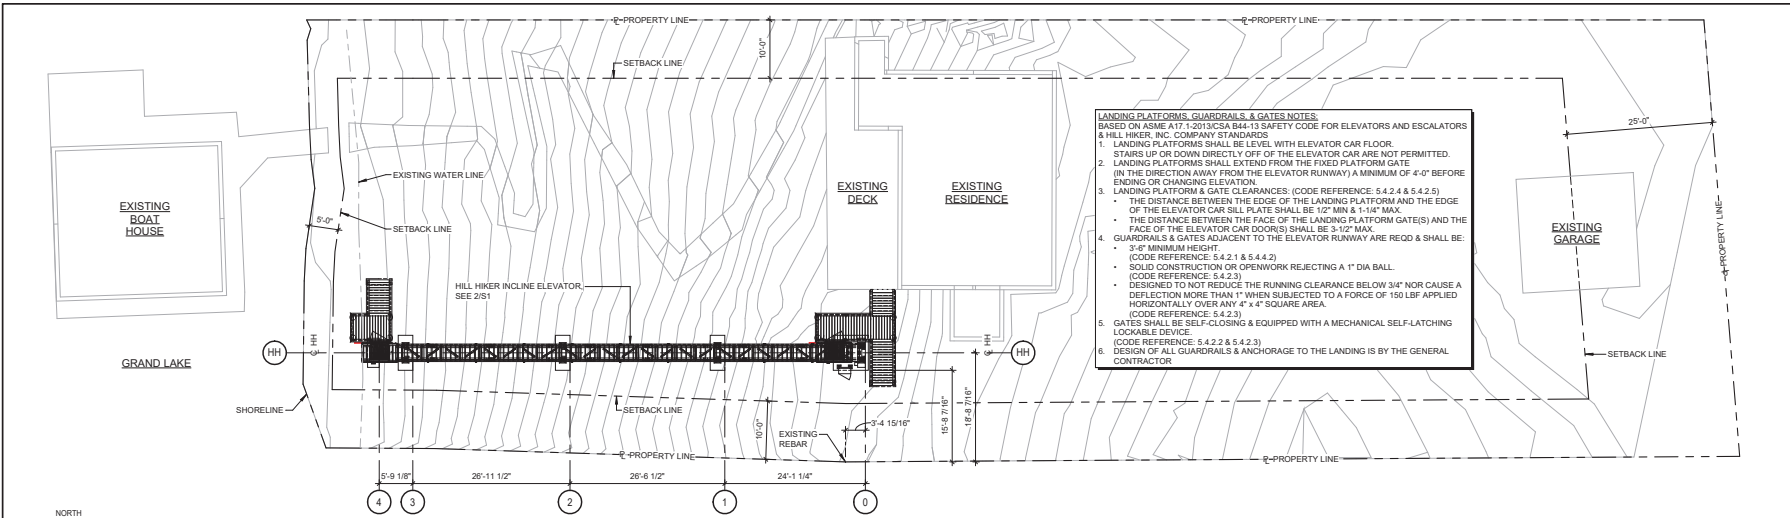 ℄ PROPERTY LINE
℄ PROPERTY LINE
10'-0"
SETBACK LINE
LANDING PLATFORMS, GUARDRAILS, & GATES NOTES:
BASED ON ASME A17.1-2013/CSA B44-13 SAFETY CODE FOR ELEVATORS AND ESCALATORS
& HILL HIKER, INC. COMPANY STANDARDS
1. LANDING PLATFORMS SHALL BE LEVEL WITH ELEVATOR CAR FLOOR.
STAIRS UP OR DOWN DIRECTLY OFF OF THE ELEVATOR CAR ARE NOT PERMITTED.
2. LANDING PLATFORMS SHALL EXTEND FROM THE FIXED PLATFORM GATE
(IN THE DIRECTION AWAY FROM THE ELEVATOR RUNWAY) A MINIMUM OF 4'-0" BEFORE
ENDING OR CHANGING ELEVATION.
3. LANDING PLATFORM & GATE CLEARANCES: (CODE REFERENCE: 5.4.2.4 & 5.4.2.5)
• THE DISTANCE BETWEEN THE EDGE OF THE LANDING PLATFORM AND THE EDGE
OF THE ELEVATOR CAR SILL PLATE SHALL BE 1/2" MIN & 1-1/4" MAX.
• THE DISTANCE BETWEEN THE FACE OF THE LANDING PLATFORM GATE(S) AND THE
FACE OF THE ELEVATOR CAR DOOR(S) SHALL BE 3-1/2" MAX.
4. GUARDRAILS & GATES ADJACENT TO THE ELEVATOR RUNWAY ARE REQD & SHALL BE:
• 3'-6" MINIMUM HEIGHT.
(CODE REFERENCE: 5.4.2.1 & 5.4.4.2)
• SOLID CONSTRUCTION OR OPENWORK REJECTING A 1" DIA BALL.
(CODE REFERENCE: 5.4.2.3)
• DESIGNED TO NOT REDUCE THE RUNNING CLEARANCE BELOW 3/4" NOR CAUSE A
DEFLECTION MORE THAN 1" WHEN SUBJECTED TO A FORCE OF 150 LBF APPLIED
HORIZONTALLY OVER ANY 4" x 4" SQUARE AREA.
(CODE REFERENCE: 5.4.2.3)
5. GATES SHALL BE SELF-CLOSING & EQUIPPED WITH A MECHANICAL SELF-LATCHING
LOCKABLE DEVICE.
(CODE REFERENCE: 5.4.2.2 & 5.4.2.3)
6. DESIGN OF ALL GUARDRAILS & ANCHORAGE TO THE LANDING IS BY THE GENERAL
CONTRACTOR
25'-0"
EXISTING WATER LINE
EXISTING
BOAT
HOUSE
5'-0"
SETBACK LINE
EXISTING
DECK
EXISTING
RESIDENCE
EXISTING
GARAGE
℄ PROPERTY LINE
HILL HIKER INCLINE ELEVATOR,
SEE 2/S1
HH
℄ HH
℄ HH
HH
GRAND LAKE
SETBACK LINE
SHORELINE
SETBACK LINE
10'-0"
EXISTING
REBAR
3'-4 15/16"
15'-8 7/16"
18'-8 7/16"
℄ PROPERTY LINE
℄ PROPERTY LINE
5'-9 1/8"
26'-11 1/2"
26'-6 1/2"
24'-1 1/4"
4
3
2
1
0
NORTH